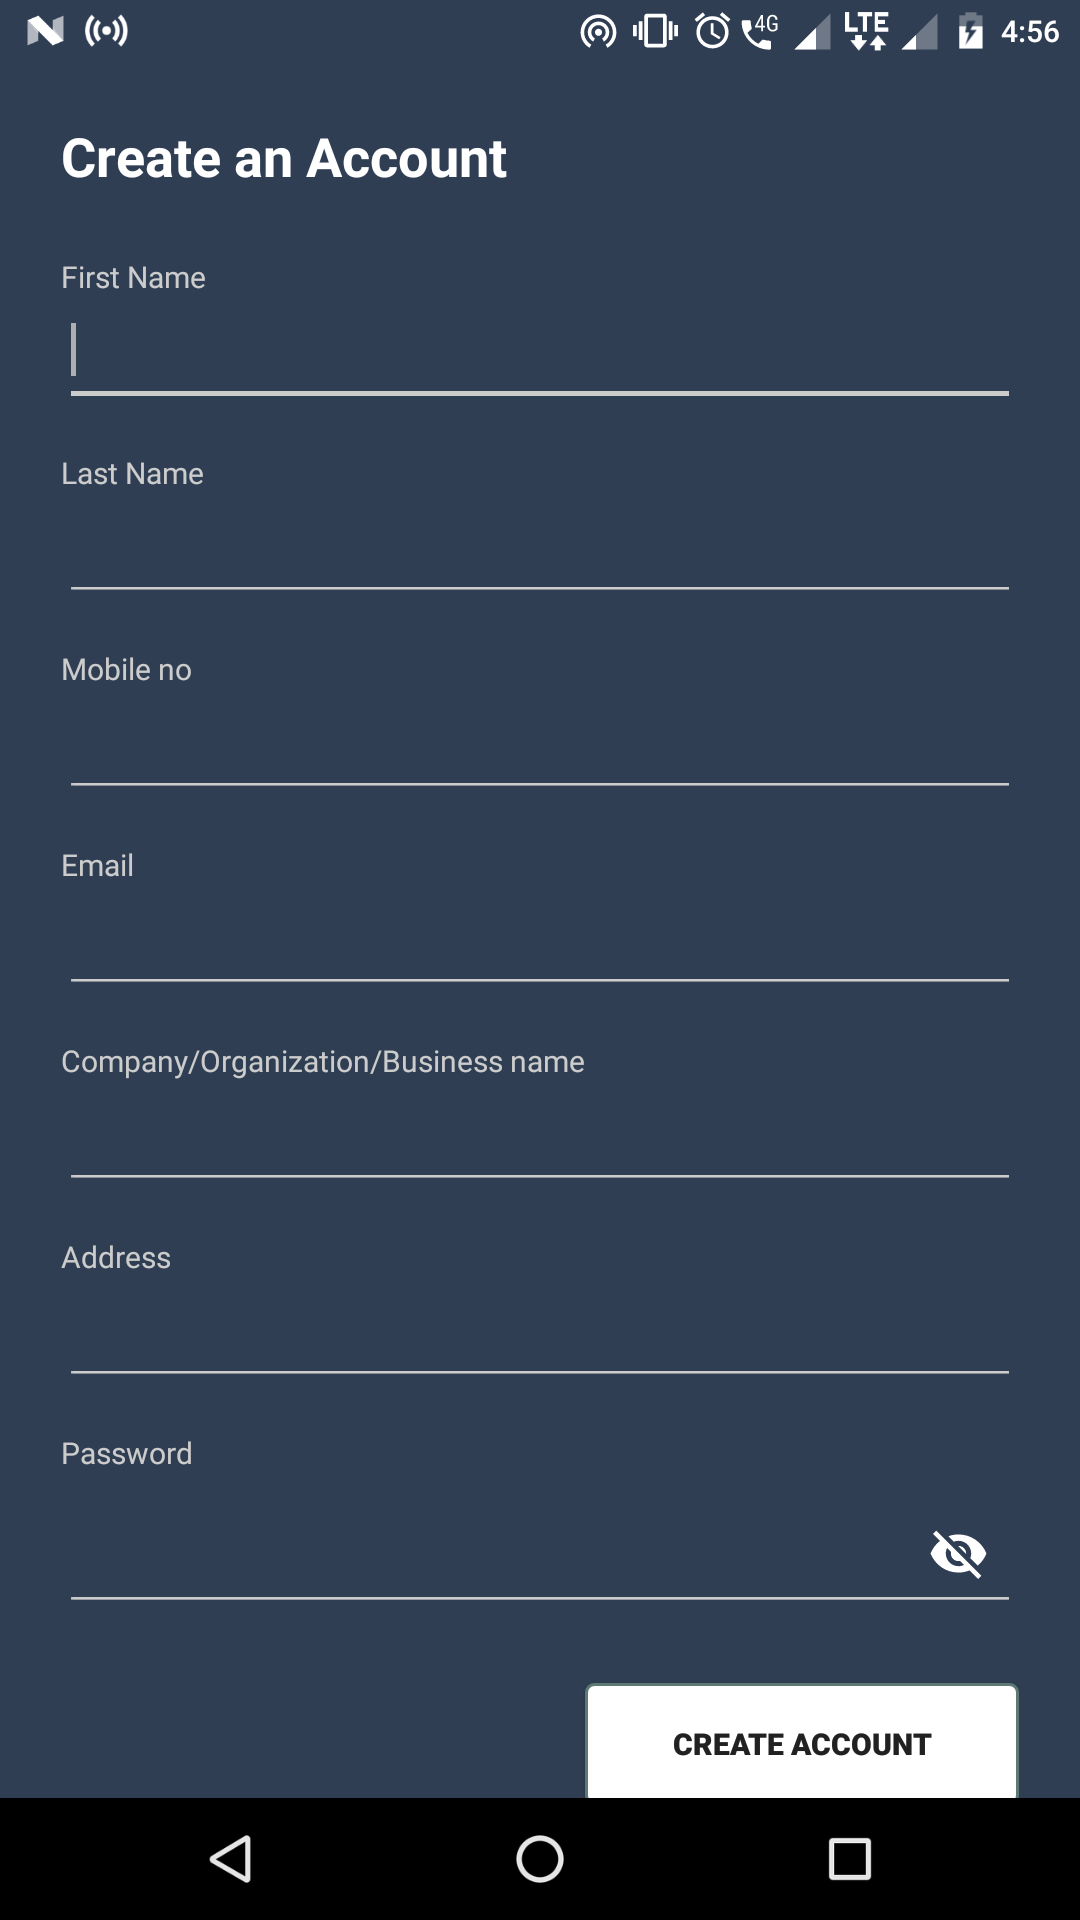 4G LTE 4:56
Create an Account
First Name
Last Name
Mobile no
Email
Company/Organization/Business name
Address
Password
CREATE ACCOUNT